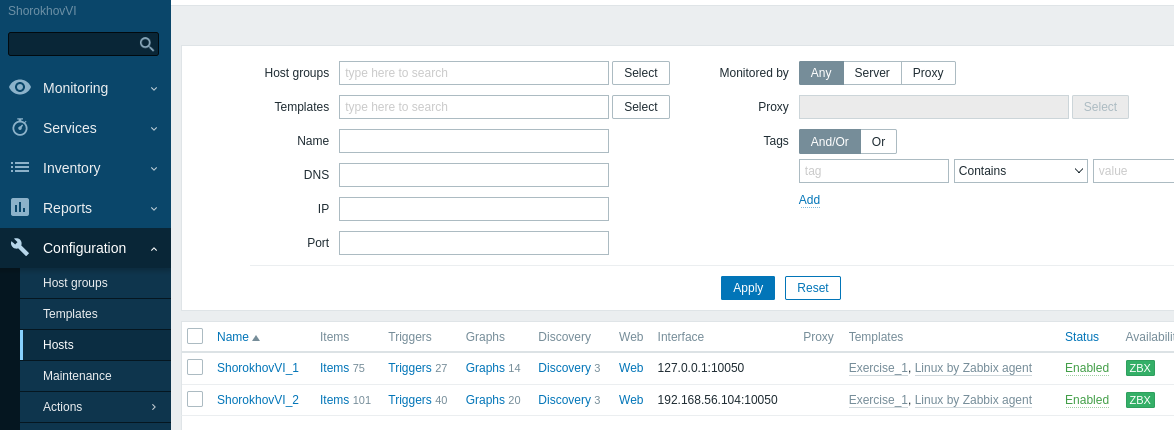 ShorokhovVI
Monitoring
Services
Inventory
Reports
Configuration
Host groups
Templates
Hosts
Maintenance
Actions
Host groups type here to search Select
Templates type here to search Select
Name
DNS
IP
Port
Monitored by Any Server Proxy
Proxy Select
Tags And/Or Or
tag Contains value
Add
Apply Reset
Name Items Triggers Graphs Discovery Web Interface Proxy Templates Status
ShorokhovVI_1 Items 75 Triggers 27 Graphs 14 Discovery 3 Web 127.0.0.1:10050 Exercise_1, Linux by Zabbix agent Enabled ZBX
ShorokhovVI_2 Items 101 Triggers 40 Graphs 20 Discovery 3 Web 192.168.56.104:10050 Exercise_1, Linux by Zabbix agent Enabled ZBX